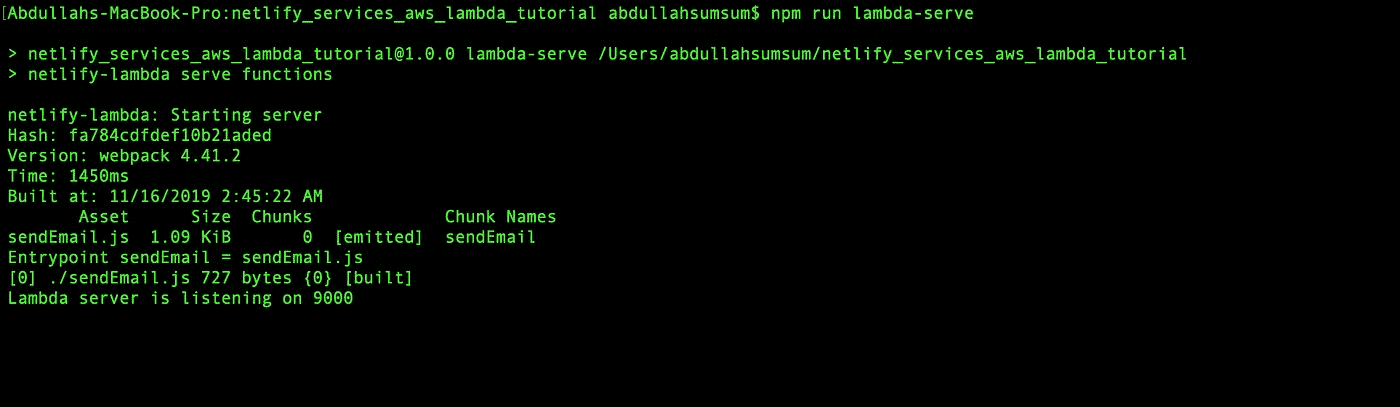 [Abdullahs-MacBook-Pro:netlify_services_aws_lambda_tutorial abdullahsumsum$ npm run lambda-serve
> netlify_services_aws_lambda_tutorial@1.0.0 lambda-serve /Users/abdullahsumsum/netlify_services_aws_lambda_tutorial
> netlify-lambda serve functions
netlify-lambda: Starting server
Hash: fa784cdfdef10b21aded
Version: webpack 4.41.2
Time: 1450ms
Built at: 11/16/2019 2:45:22 AM
Asset Size Chunks Chunk Names
sendEmail.js 1.09 KiB 0 [emitted] sendEmail
Entrypoint sendEmail = sendEmail.js
[0] ./sendEmail.js 727 bytes {0} [built]
Lambda server is listening on 9000